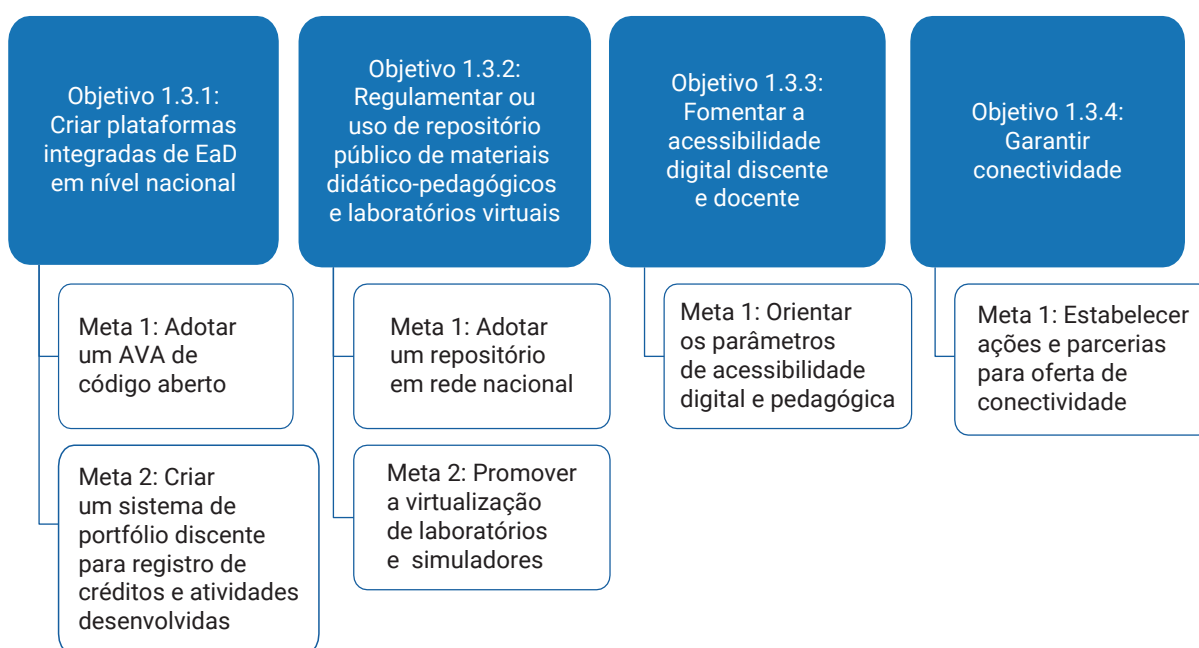 Objetivo 1.3.1:
Criar plataformas
integradas de EaD
em nível nacional
Meta 1: Adotar
um AVA de
código aberto
Meta 2: Criar
um sistema de
portfólio discente
para registro de
créditos e atividades
desenvolvidas
Objetivo 1.3.2:
Regulamentar ou
uso de repositório
público de materiais
didático-pedagógicos
e laboratórios virtuais
Meta 1: Adotar
um repositório
em rede nacional
Meta 2: Promover
a virtualização
de laboratórios
e simuladores
Objetivo 1.3.3:
Fomentar a
acessibilidade
digital discente
e docente
Meta 1: Orientar
os parâmetros
de acessibilidade
digital e pedagógica
Objetivo 1.3.4:
Garantir
conectividade
Meta 1: Estabelecer
ações e parcerias
para oferta de
conectividade